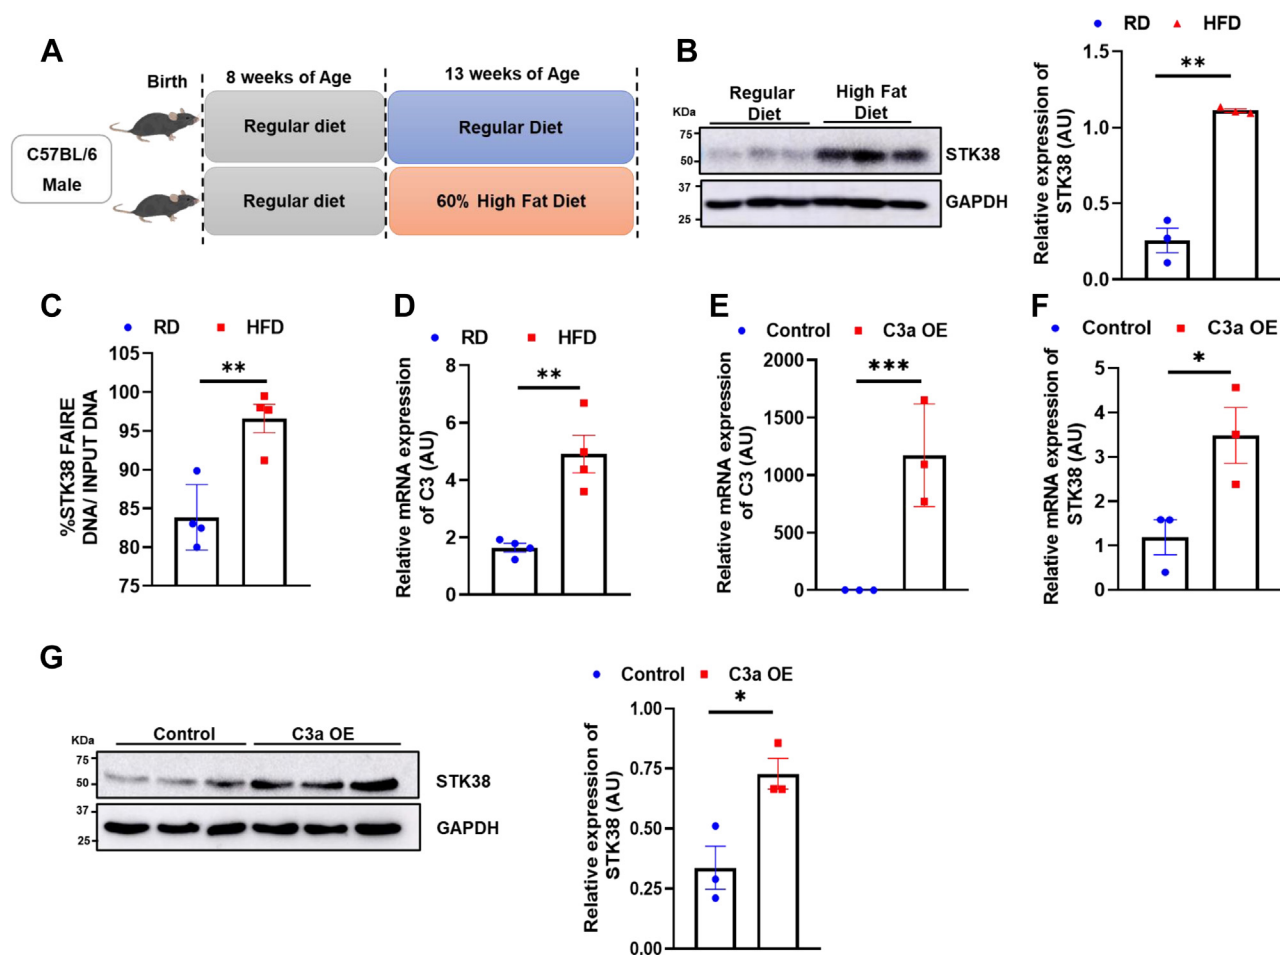 A
Birth
8 weeks of Age
13 weeks of Age
C57BL/6
Male
Regular diet
Regular Diet
Regular diet
60% High Fat Diet
B
Regular
Diet
High Fat
Diet
KDa
75
50
STK38
37
25
GAPDH
RD
HFD
Relative expression of
STK38 (AU)
1.5
1.0
0.5
0.0
**
C
RD
HFD
%STK38 FAIRE
DNA/ INPUT DNA
105
100
95
90
85
80
75
**
D
RD
HFD
Relative mRNA expression
of C3 (AU)
8
6
4
2
0
**
E
Control
C3a OE
Relative mRNA expression
of C3 (AU)
2000
1500
1000
500
0
***
F
Control
C3a OE
Relative mRNA expression of
STK38 (AU)
5
4
3
2
1
0
*
G
Control
C3a OE
KDa
75
50
STK38
37
25
GAPDH
Control
C3a OE
Relative expression of
STK38 (AU)
1.00
0.75
0.50
0.25
0.00
*